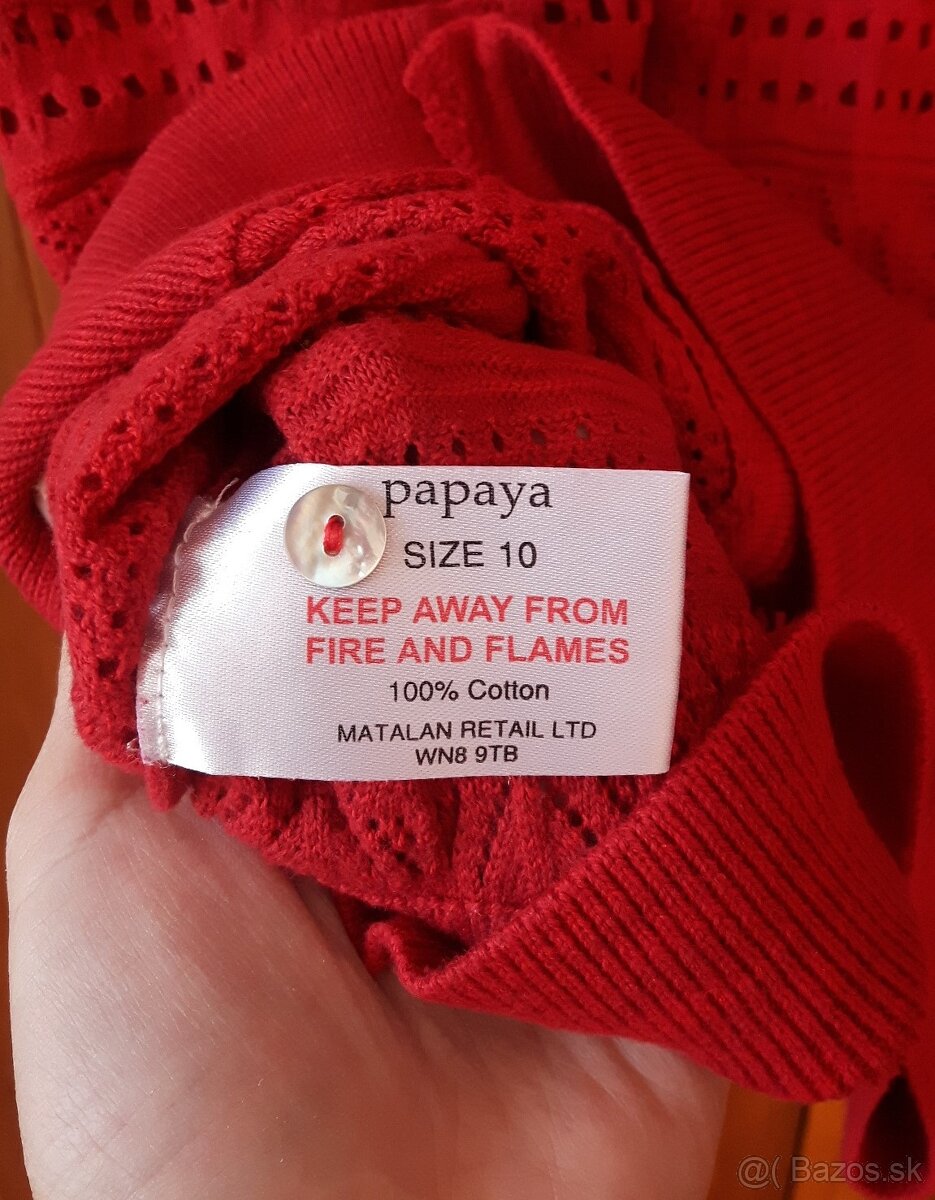 papaya
SIZE 10
KEEP AWAY FROM
FIRE AND FLAMES
100% Cotton
MATALAN RETAIL LTD
WN8 9TB
@( Bazos.sk